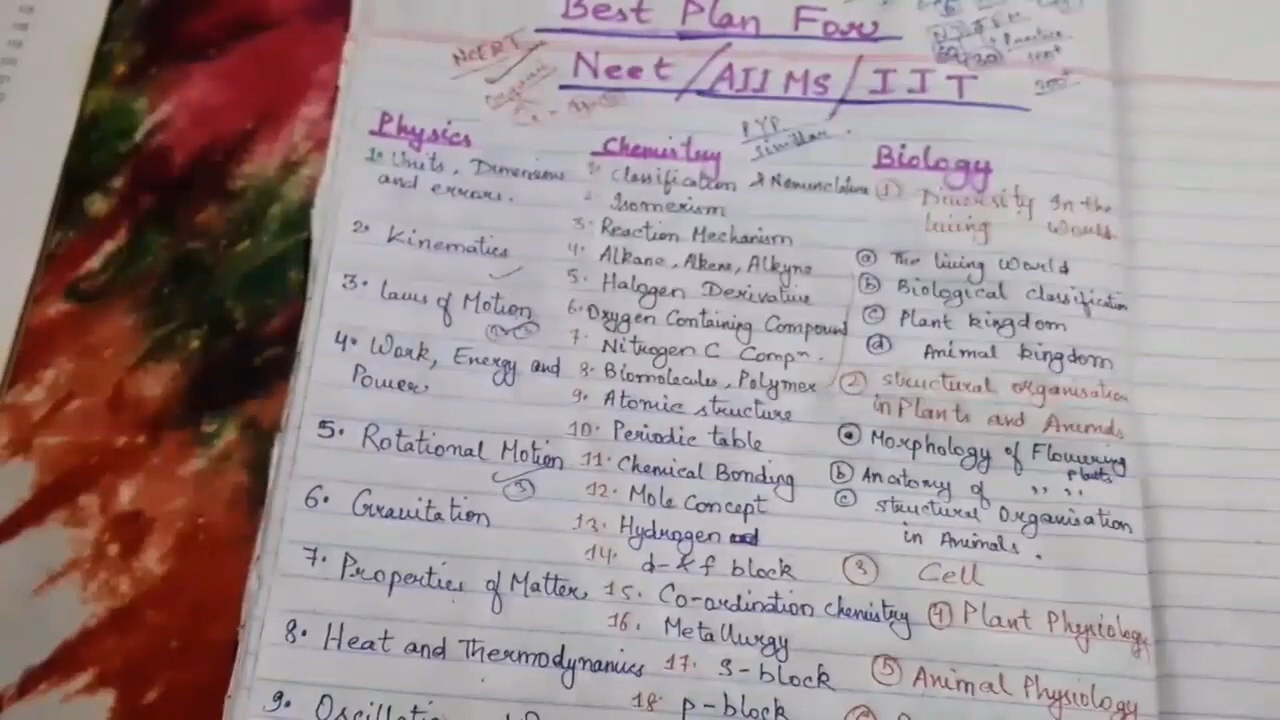 Best Plan For
Neet / AIIMS / IIT
NCERT
PYP
Similar
Physics
1. Units, Dimensions
and errors.
2. Kinematics
3. laws of Motion
4. Work, Energy and
Power
5. Rotational Motion
3
6. Gravitation
7. Properties of Matter
8. Heat and Thermodynamics
9.
Chemistry
1. Classification & Nomenclature
2. Isomerism
3. Reaction Mechanism
4. Alkane, Alkene, Alkyne
5. Halogen Derivative
6. Oxygen Containing Compound
7. Nitrogen C Compn.
8. Biomolecules, Polymer
9. Atomic structure
10. Periodic table
11. Chemical Bonding
12. Mole Concept
13. Hydrogen
14. d- & f block
15. Co-ordination chemistry
16. Metallurgy
17. S-block
18. p-block
Biology
1 Diversity In the
living World
a The living World
b Biological classification
c Plant kingdom
d Animal kingdom
2 structural organisation
in Plants and Animals
a Morphology of Flowering
Plants
b Anatomy of ,, ,,
c structural Organisation
in Animals.
3 Cell
4 Plant Physiology
5 Animal Physiology